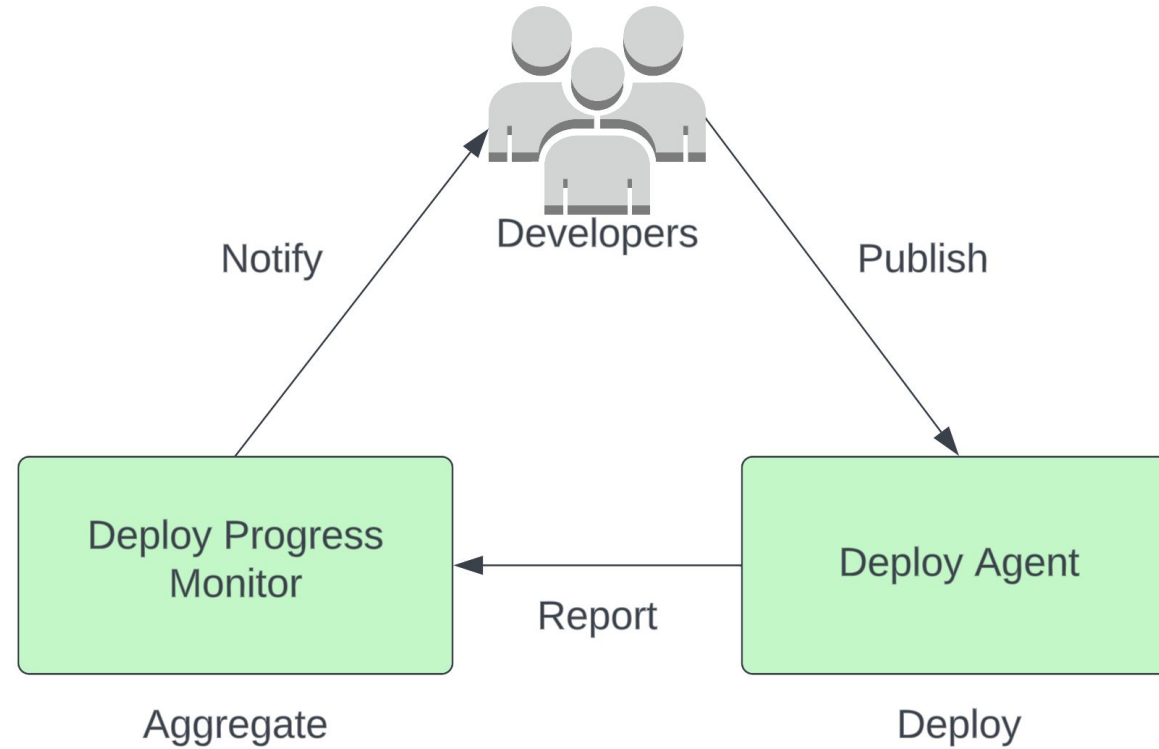 Developers
Notify
Publish
Deploy Progress
Monitor
Deploy Agent
Report
Aggregate
Deploy